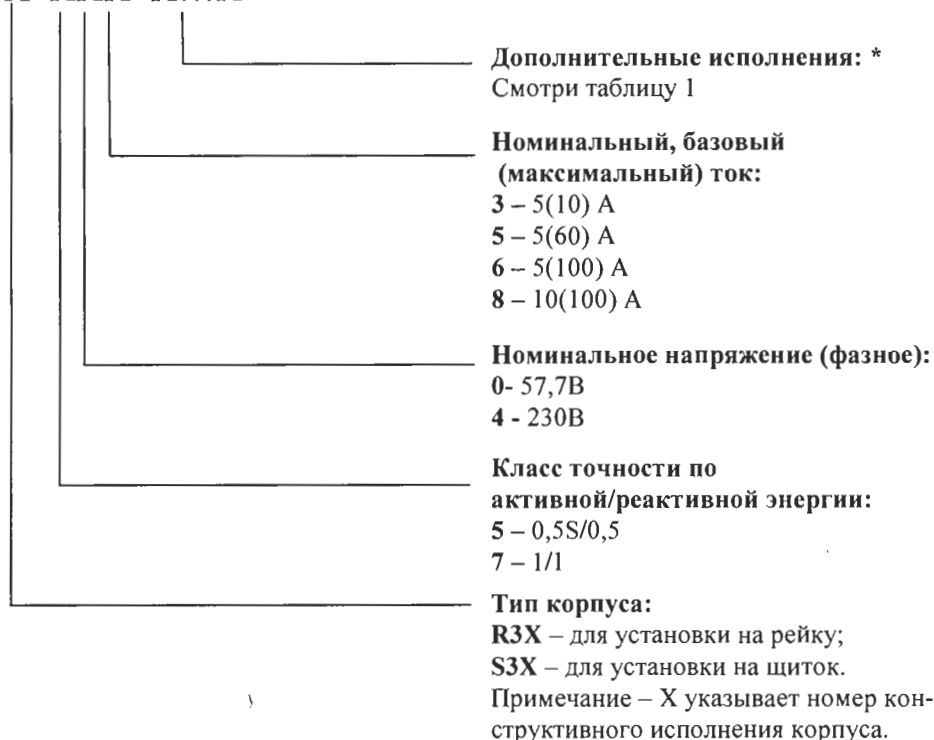 Дополнительные исполнения: *
Смотри таблицу 1
Номинальный, базовый
(максимальный) ток:
3 – 5(10) А
5 – 5(60) А
6 – 5(100) А
8 – 10(100) А
Номинальное напряжение (фазное):
0- 57,7В
4 - 230В
Класс точности по
активной/реактивной энергии:
5 – 0,5S/0,5
7 – 1/1
Тип корпуса:
R3X – для установки на рейку;
S3X – для установки на щиток.
Примечание – X указывает номер кон-
структивного исполнения корпуса.